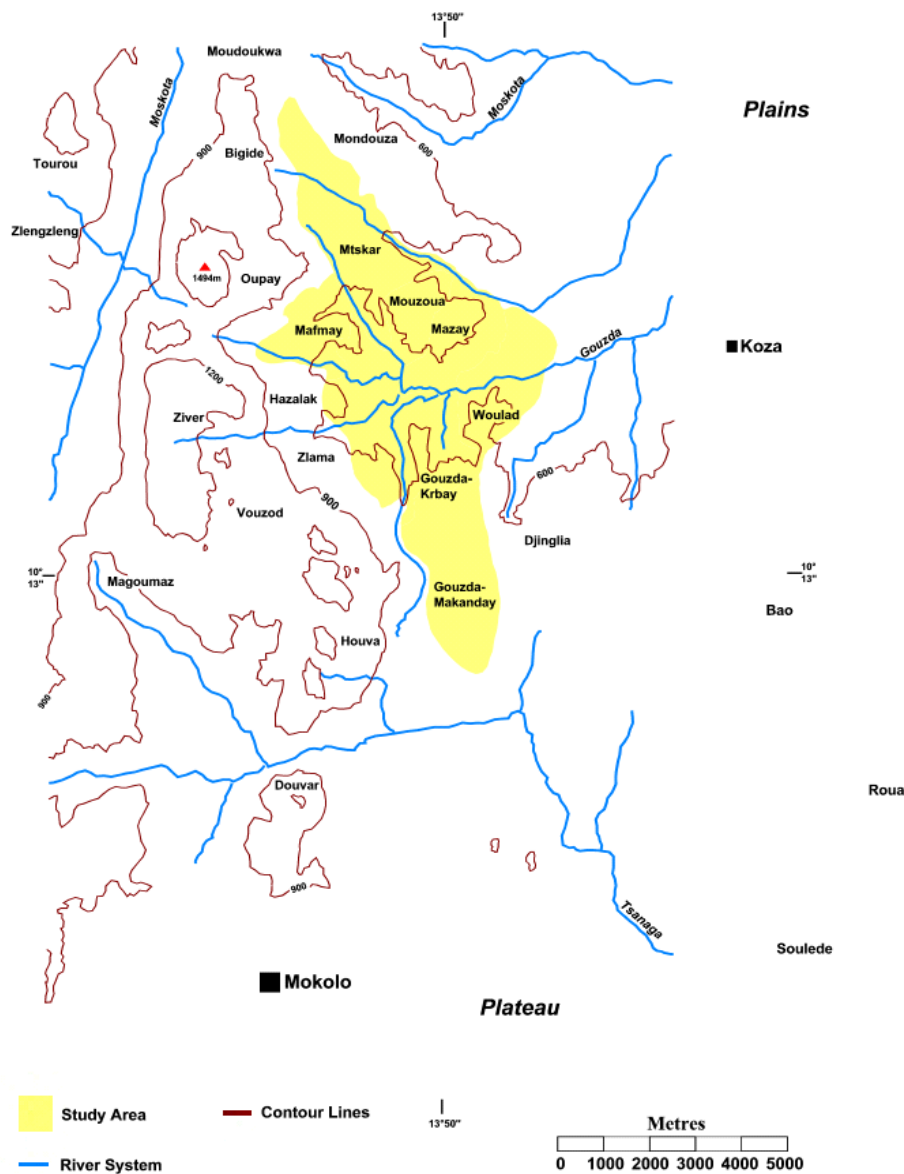 13°50"
Moudoukwa
Moskota
Moskota
Plains
Mondouza
900
Bigide
600
Tourou
Zlengzleng
Mtskar
1494m
Oupay
Mouzoua
Mafmay
Mazay
Gouzda
Koza
1200
Hazalak
Ziver
Woulad
Zlama
600
Gouzda-
Krbay
900
Vouzod
Djinglia
10°
13"
Magoumaz
10°
13"
Gouzda-
Makanday
Bao
Houva
900
Douvar
Roua
900
Tsanaga
Soulede
Mokolo
Plateau
Study Area
Contour Lines
13°50"
Metres
River System
0 1000 2000 3000 4000 5000